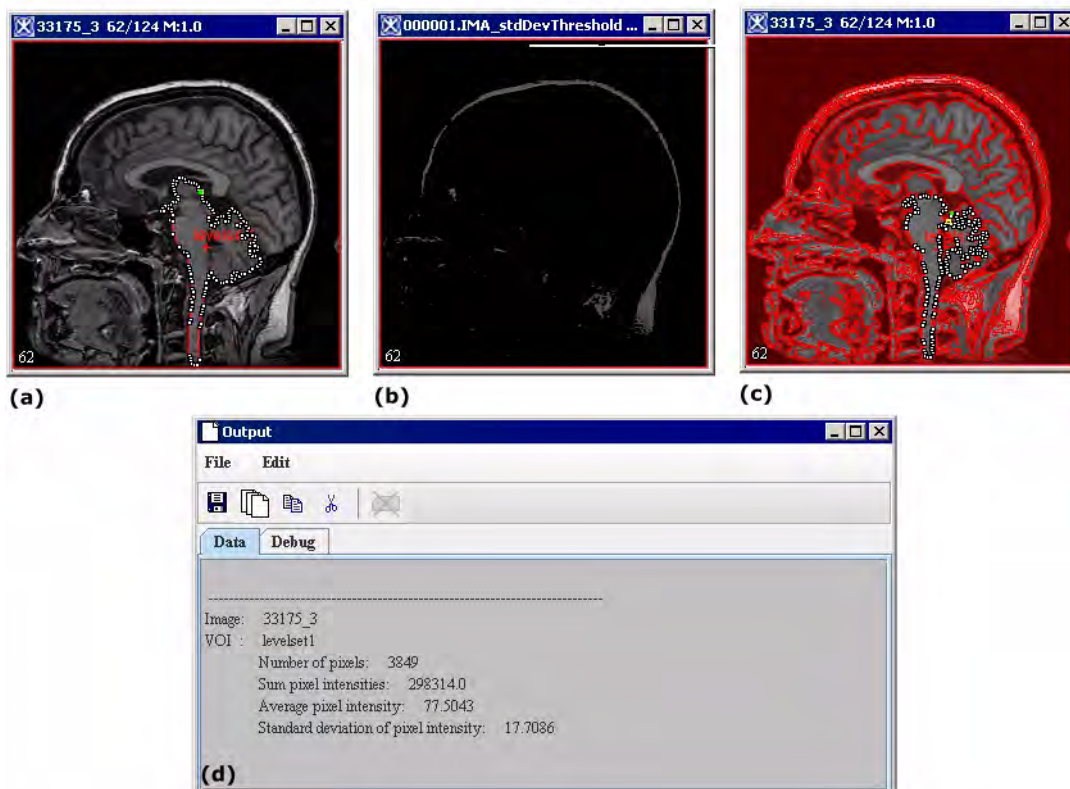 33175_3 62/124 M:1.0
000001.IMA_stdDevThreshold ...
33175_3 62/124 M:1.0
62
62
62
(a)
(b)
(c)
Output
File Edit
Data Debug
Image: 33175_3
VOI : levelset1
Number of pixels: 3849
Sum pixel intensities: 298314.0
Average pixel intensity: 77.5043
Standard deviation of pixel intensity: 17.7086
(d)